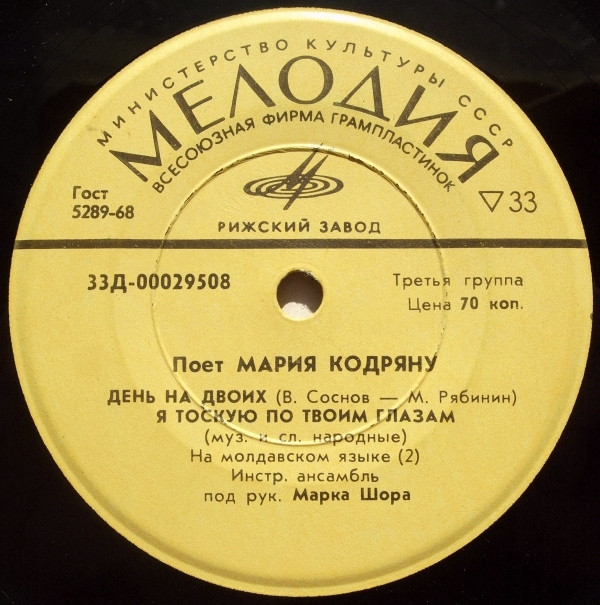 МИНИСТЕРСТВО КУЛЬТУРЫ СССР
МЕЛОДИЯ
ВСЕСОЮЗНАЯ ФИРМА ГРАМПЛАСТИНОК
Гост
5289-68
▽33
РИЖСКИЙ ЗАВОД
33Д-00029508
Третья группа
Цена 70 коп.
Поет МАРИЯ КОДРЯНУ
ДЕНЬ НА ДВОИХ (В. Соснов — М. Рябинин)
Я ТОСКУЮ ПО ТВОИМ ГЛАЗАМ
(муз. и сл. народные)
На молдавском языке (2)
Инстр. ансамбль
под рук. Марка Шора